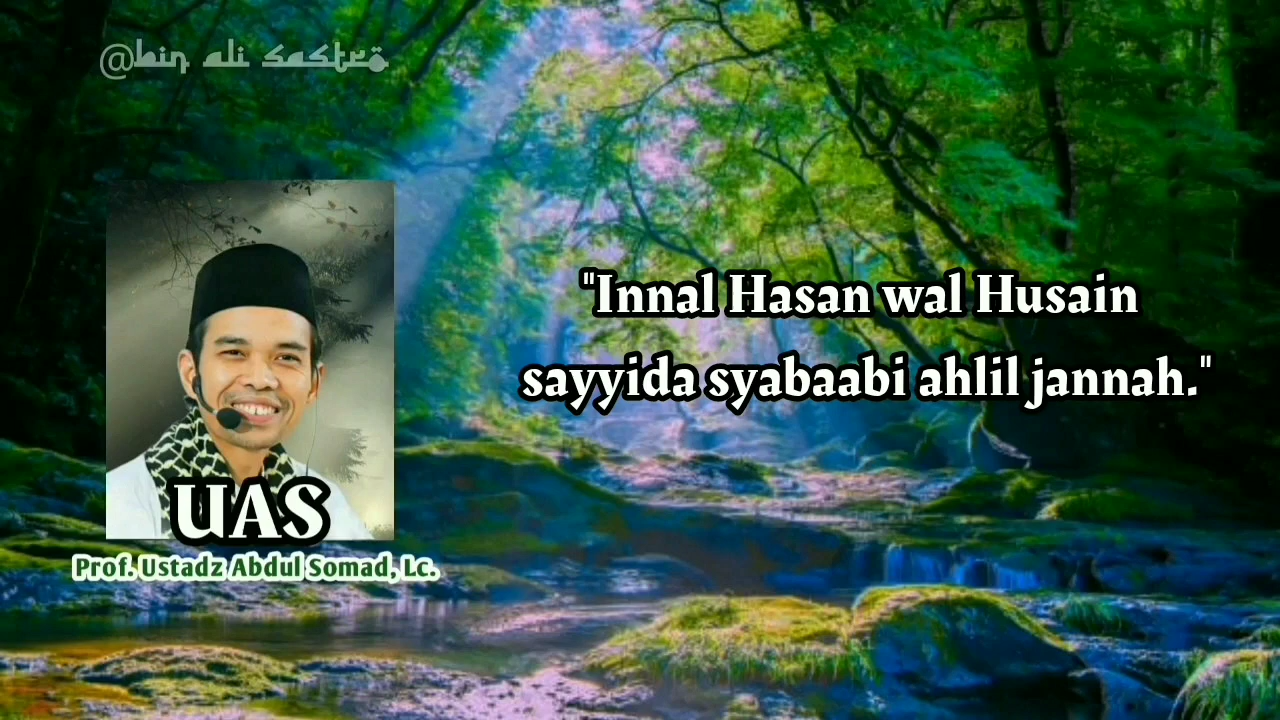 @bin ali sastro
"Innal Hasan wal Husain
sayyida syabaabi ahlil jannah."
UAS
Prof. Ustadz Abdul Somad, Lc.